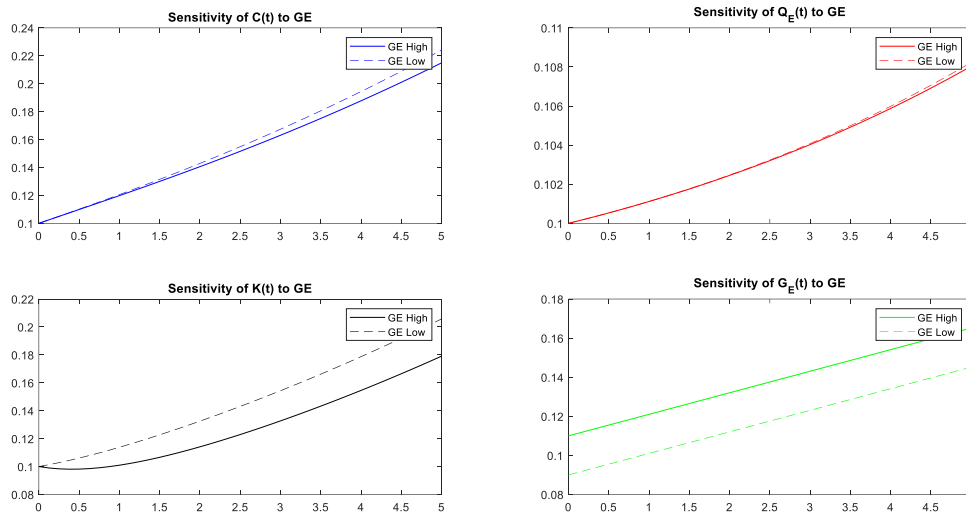 Sensitivity of C(t) to GE
0.24
0.22
0.2
0.18
0.16
0.14
0.12
0.1
0 0.5 1 1.5 2 2.5 3 3.5 4 4.5 5
GE High
GE Low
Sensitivity of Q_E(t) to GE
0.11
0.108
0.106
0.104
0.102
0.1
0 0.5 1 1.5 2 2.5 3 3.5 4 4.5
GE High
GE Low
Sensitivity of K(t) to GE
0.22
0.2
0.18
0.16
0.14
0.12
0.1
0.08
0 0.5 1 1.5 2 2.5 3 3.5 4 4.5 5
GE High
GE Low
Sensitivity of G_E(t) to GE
0.18
0.16
0.14
0.12
0.1
0.08
0 0.5 1 1.5 2 2.5 3 3.5 4 4.5
GE High
GE Low